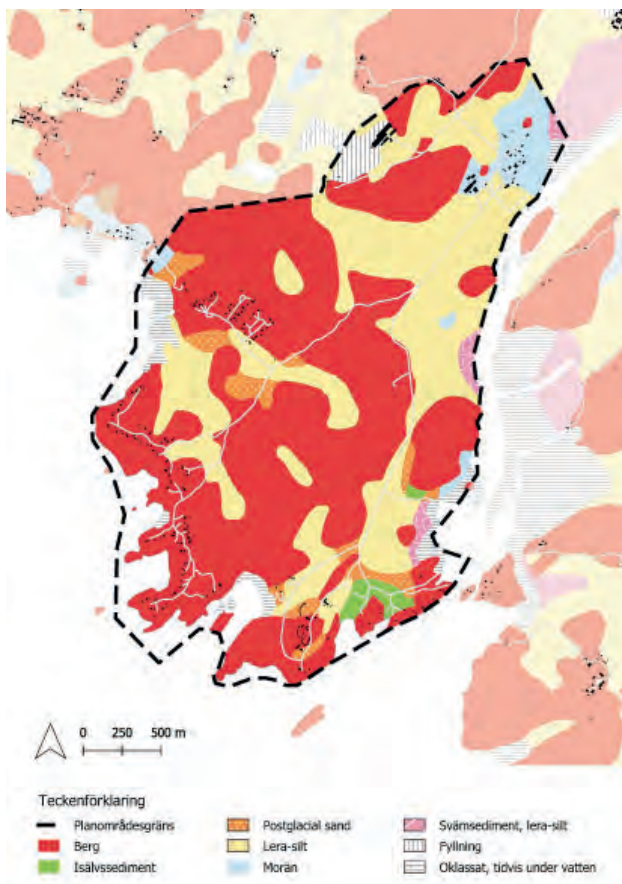 0 250 500 m
Teckenförklaring
Planområdesgräns
Berg
Isälvssediment
Postglacial sand
Lera-silt
Morän
Svämsediment, lera-silt
Fyllning
Oklassat, tidvis under vatten